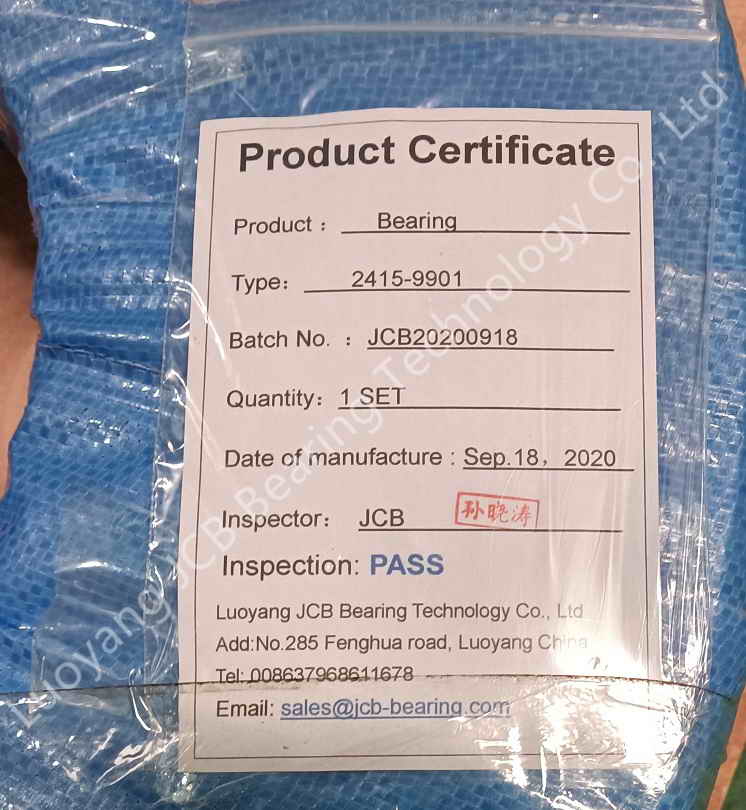 Product Certificate
Product : Bearing
Type: 2415-9901
Batch No. : JCB20200918
Quantity: 1 SET
Date of manufacture : Sep.18, 2020
Inspector: JCB 孙晓涛
Inspection: PASS
Luoyang JCB Bearing Technology Co., Ltd
Add:No.285 Fenghua road, Luoyang China
Tel: 008637968611678
Email: sales@jcb-bearing.com
Luoyang JCB Bearing Technology Co., Ltd